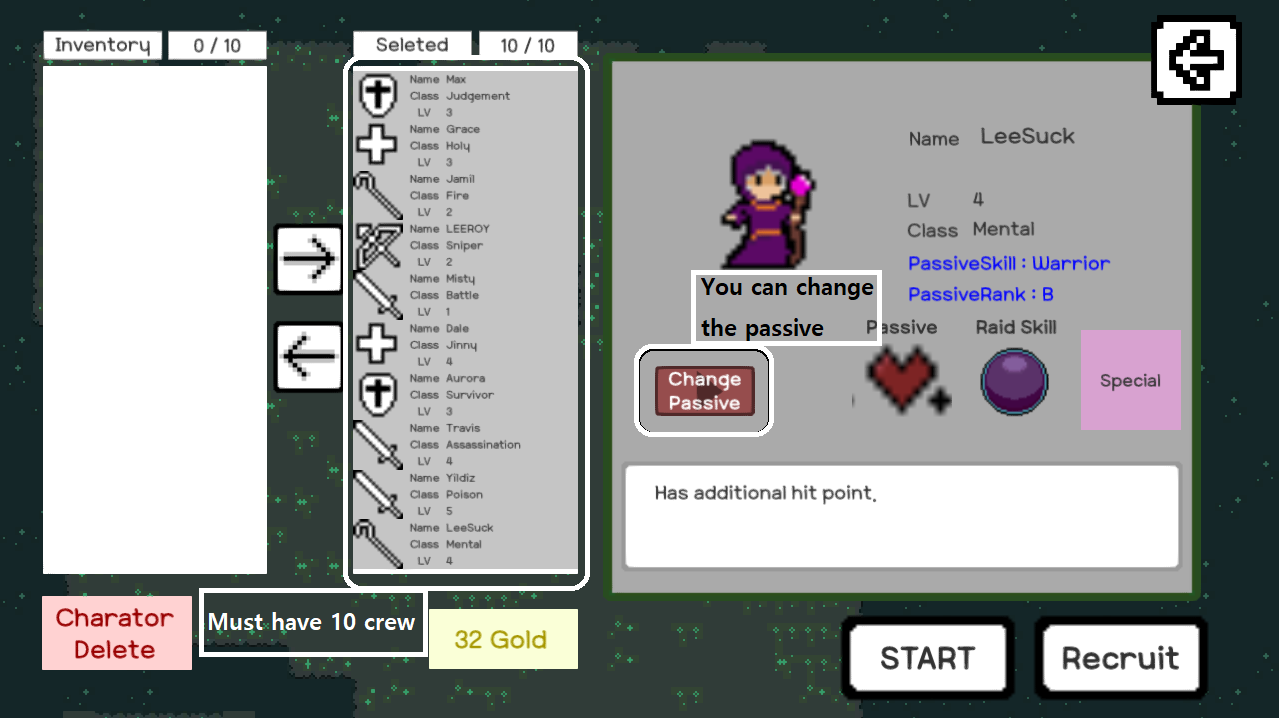 Inventory
0 / 10
Seleted
10 / 10
Name Max
Class Judgement
LV 3
Name Grace
Class Holy
LV 3
Name Jamil
Class Fire
LV 2
Name LEEROY
Class Sniper
LV 2
Name Misty
Class Battle
LV 1
Name Dale
Class Jinny
LV 4
Name Aurora
Class Survivor
LV 3
Name Travis
Class Assassination
LV 4
Name Yildiz
Class Poison
LV 5
Name LeeSuck
Class Mental
LV 4
Name LeeSuck
LV 4
Class Mental
PassiveSkill : Warrior
PassiveRank : B
You can change
the passive
Passive
Raid Skill
Change
Passive
Special
Has additional hit point.
Charator
Delete
Must have 10 crew
32 Gold
START
Recruit